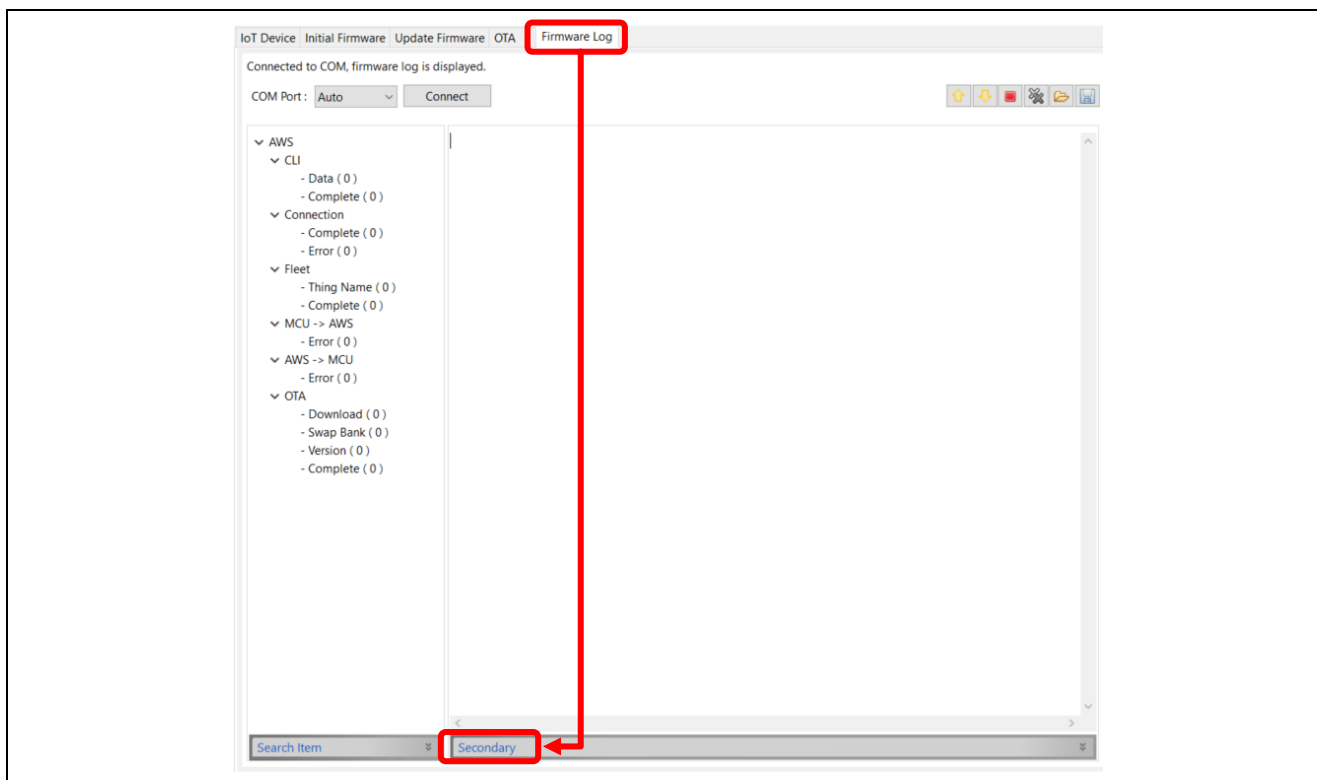 IoT Device Initial Firmware Update Firmware OTA Firmware Log
Connected to COM, firmware log is displayed.
COM Port : Auto Connect
AWS
CLI
- Data ( 0 )
- Complete ( 0 )
Connection
- Complete ( 0 )
- Error ( 0 )
Fleet
- Thing Name ( 0 )
- Complete ( 0 )
MCU -> AWS
- Error ( 0 )
AWS -> MCU
- Error ( 0 )
OTA
- Download ( 0 )
- Swap Bank ( 0 )
- Version ( 0 )
- Complete ( 0 )
Search Item Secondary